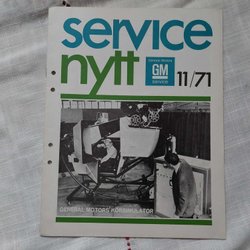 service
nytt
General Motors
GM
service
11/71
GENERAL MOTORS KÖRSIMULATOR